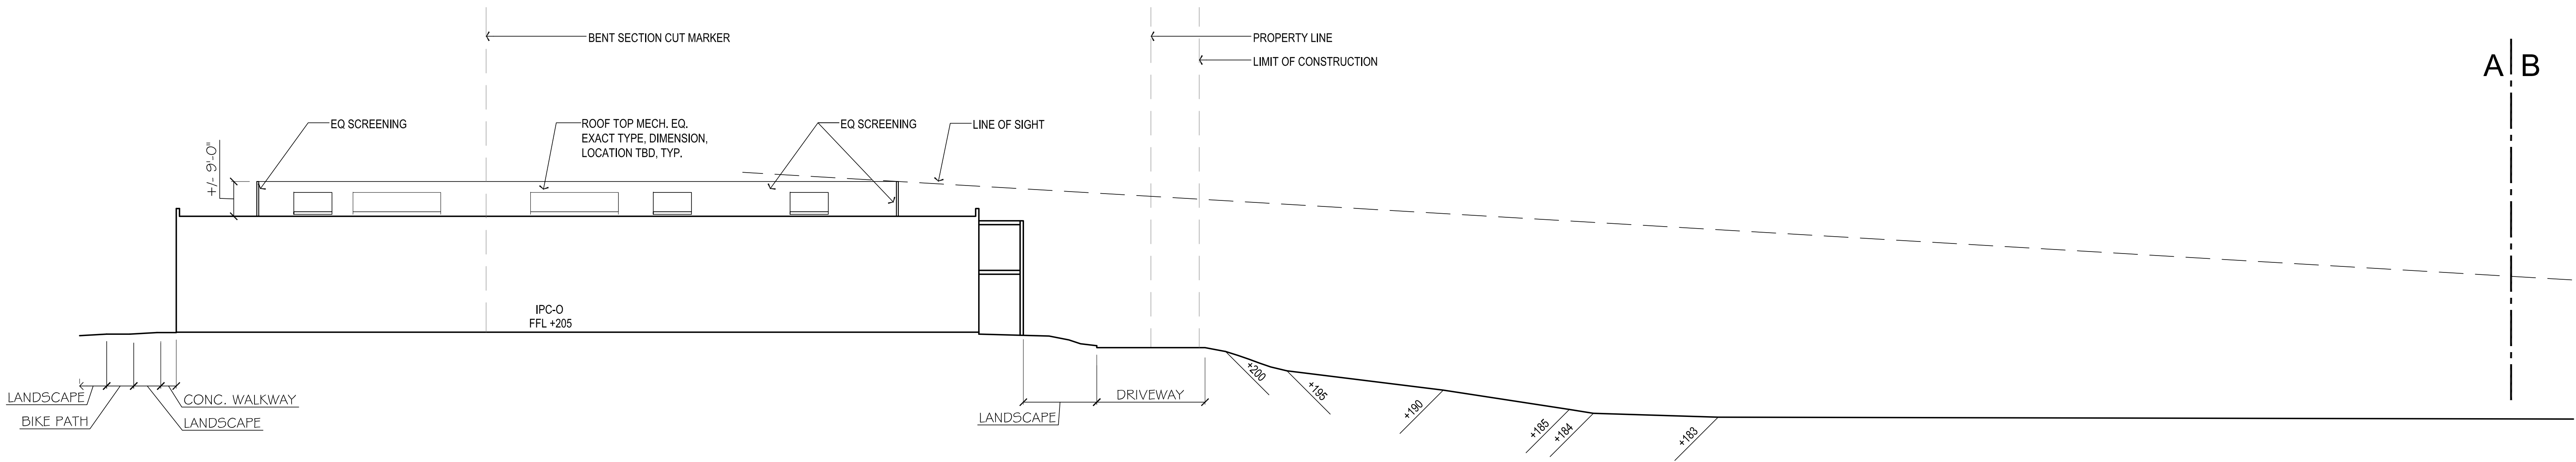 BENT SECTION CUT MARKER
PROPERTY LINE
LIMIT OF CONSTRUCTION
A B
EQ SCREENING
ROOF TOP MECH. EQ.
EXACT TYPE, DIMENSION,
LOCATION TBD, TYP.
EQ SCREENING
LINE OF SIGHT
+/- 9'-0"
IPC-O
FFL +205
LANDSCAPE
BIKE PATH
CONC. WALKWAY
LANDSCAPE
LANDSCAPE
DRIVEWAY
+200
+195
+190
+185
+184
+183